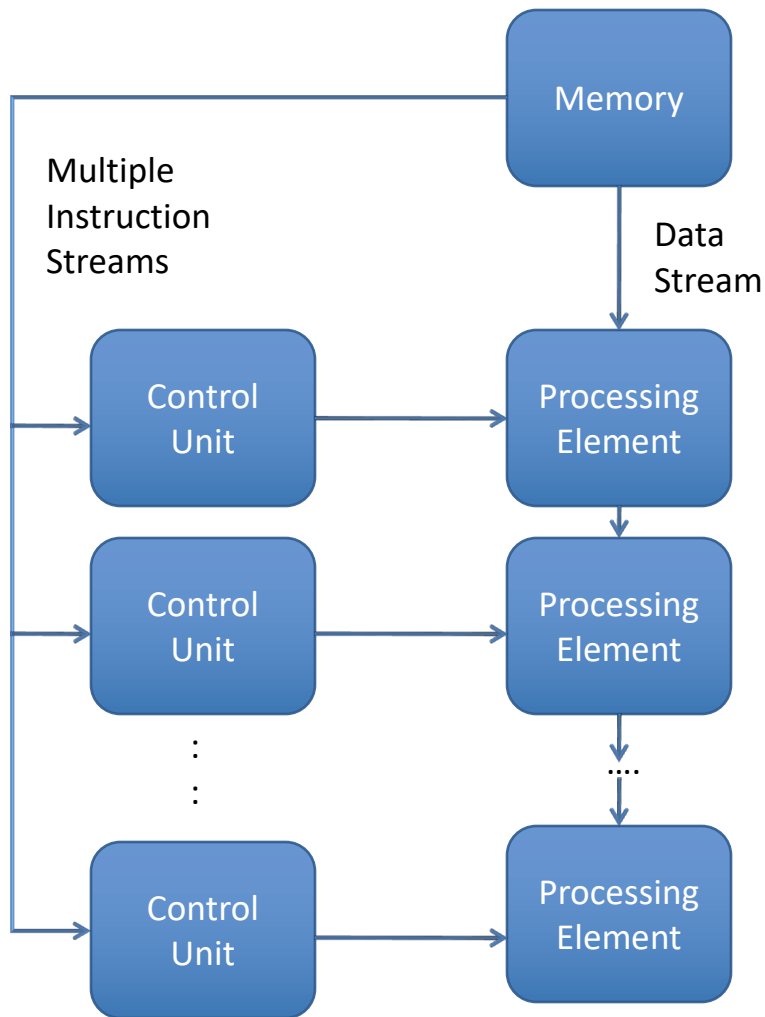 Memory
Multiple
Instruction
Streams
Data
Stream
Control
Unit
Processing
Element
Control
Unit
Processing
Element
:
:
....
Control
Unit
Processing
Element